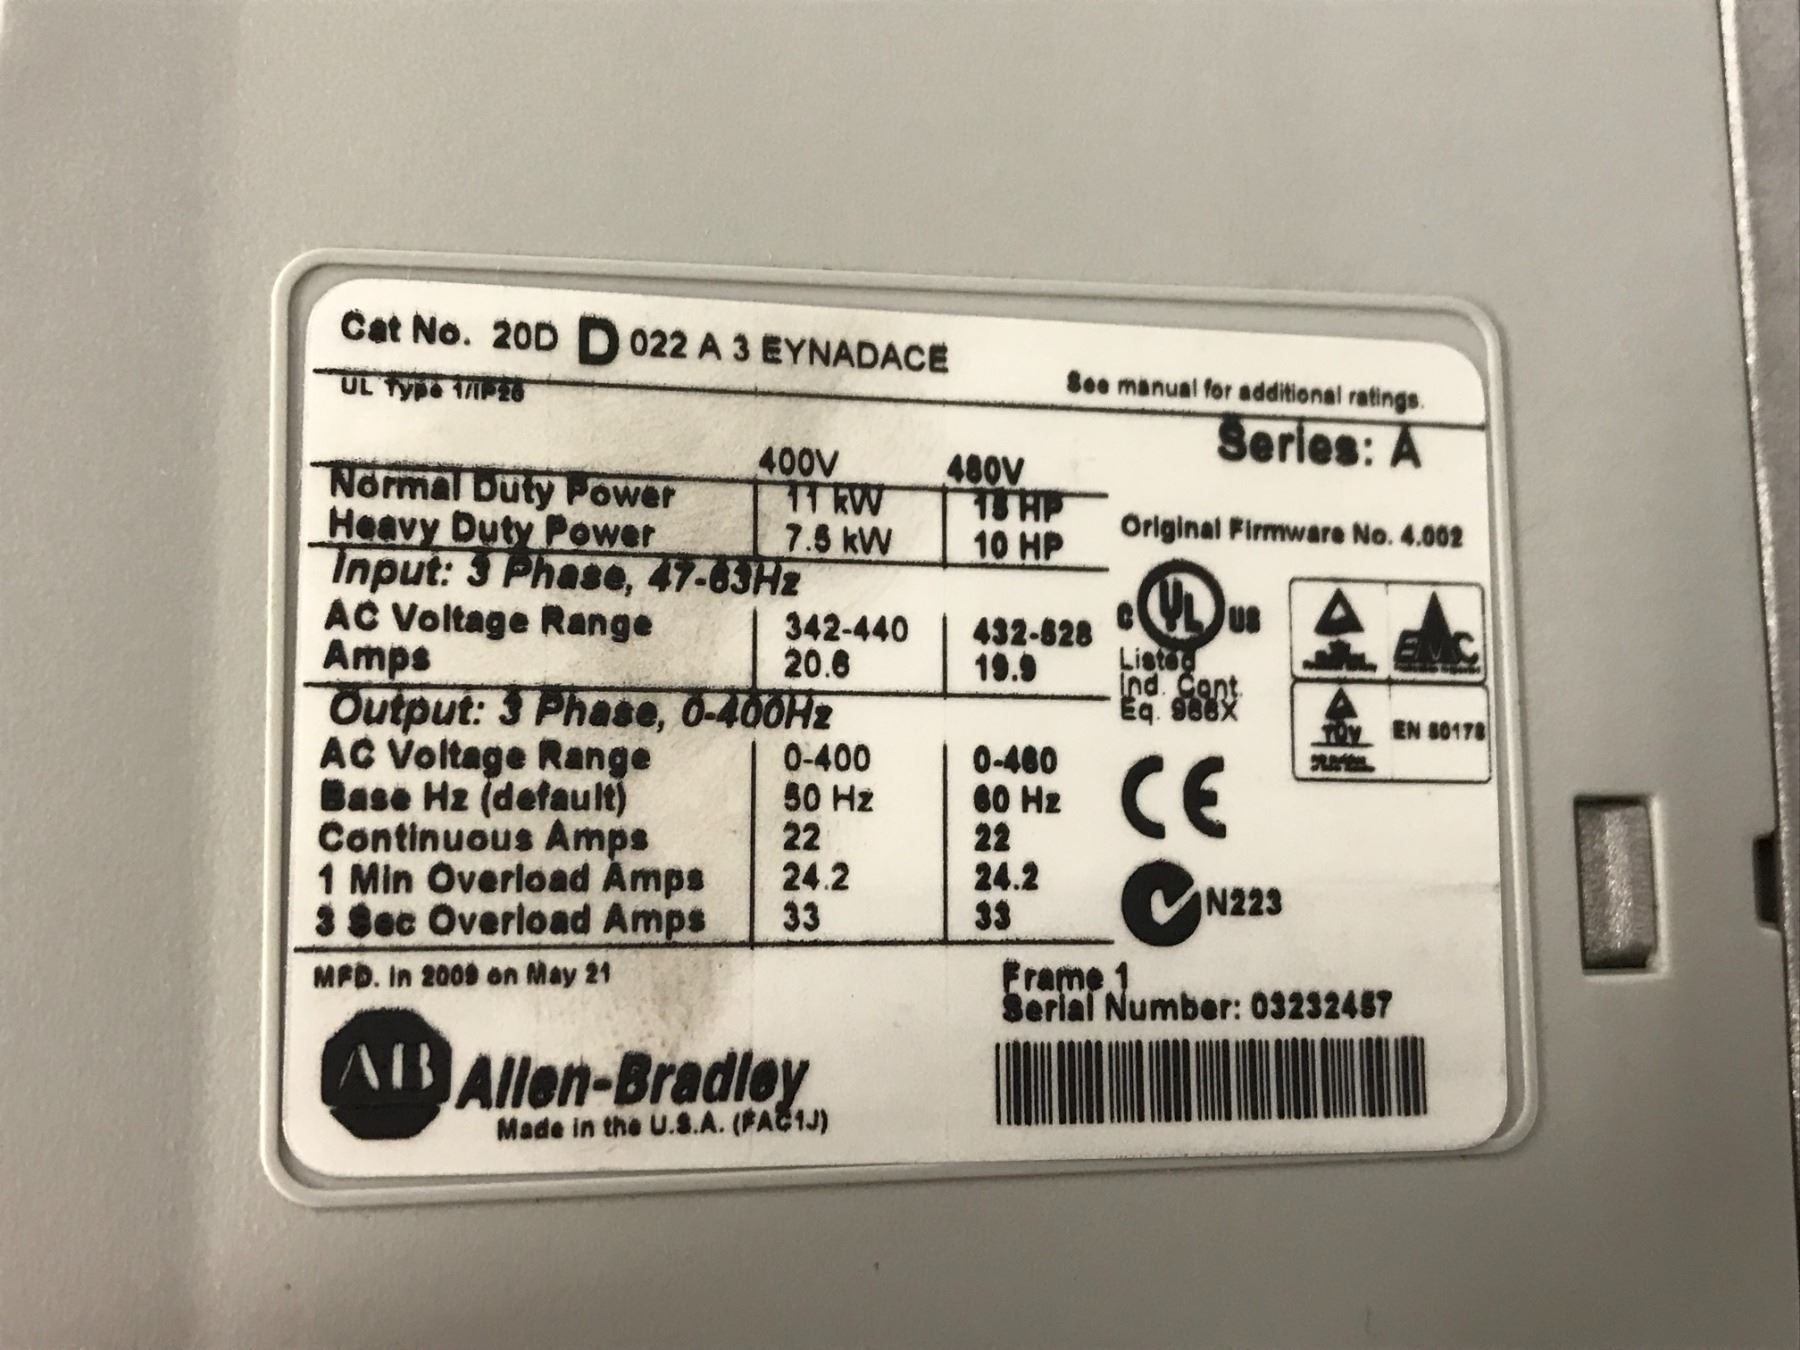 Cat No. 20D D 022 A 3 EYNADACE
UL Type 1/IP20
See manual for additional ratings.
Series: A
400V 480V
Normal Duty Power 11 kW 15 HP
Heavy Duty Power 7.5 kW 10 HP
Original Firmware No. 4.002
Input: 3 Phase, 47-63Hz
AC Voltage Range 342-440 432-528
Amps 20.6 19.9
C UL US
Listed
Ind. Cont.
Eq. 966X
EMC
TÜV
EN 50178
Output: 3 Phase, 0-400Hz
AC Voltage Range 0-400 0-460
Base Hz (default) 50 Hz 60 Hz
Continuous Amps 22 22
1 Min Overload Amps 24.2 24.2
3 Sec Overload Amps 33 33
CE
N223
MFD. in 2009 on May 21
Frame 1
Serial Number: 03232457
AB Allen-Bradley
Made in the U.S.A. (FAC1J)